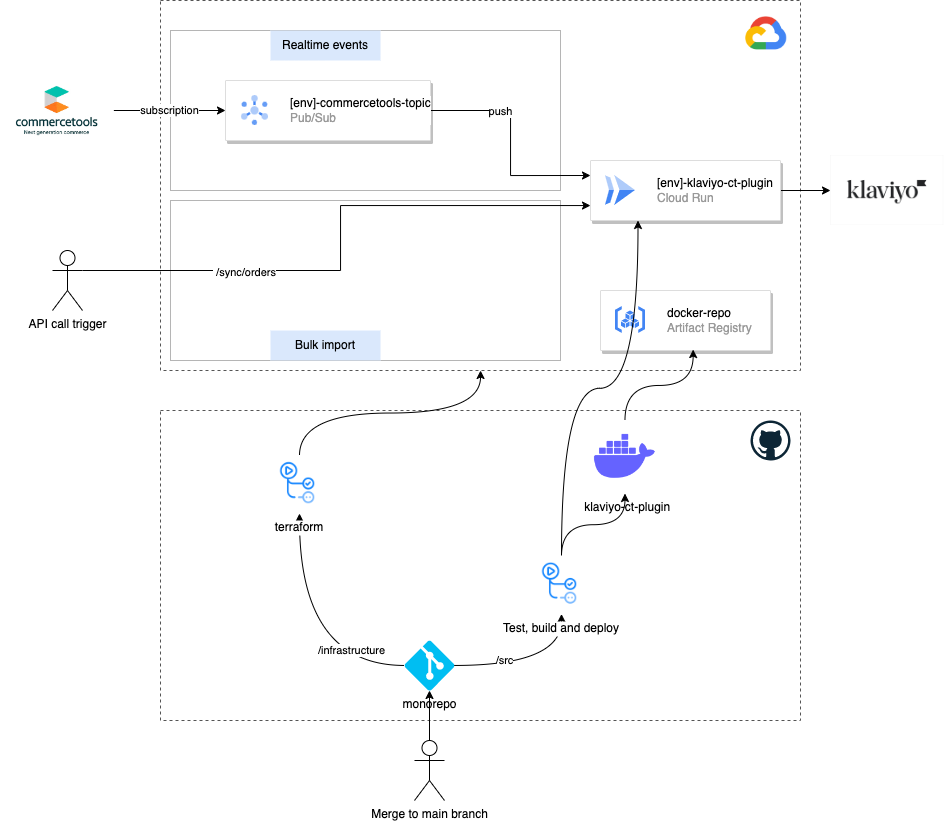 Realtime events
commercetools
Next generation commerce
subscription
[env]-commercetools-topic
Pub/Sub
push
[env]-klaviyo-ct-plugin
Cloud Run
klaviyo
/sync/orders
API call trigger
docker-repo
Artifact Registry
Bulk import
klaviyo-ct-plugin
terraform
Test, build and deploy
/infrastructure
/src
monorepo
Merge to main branch